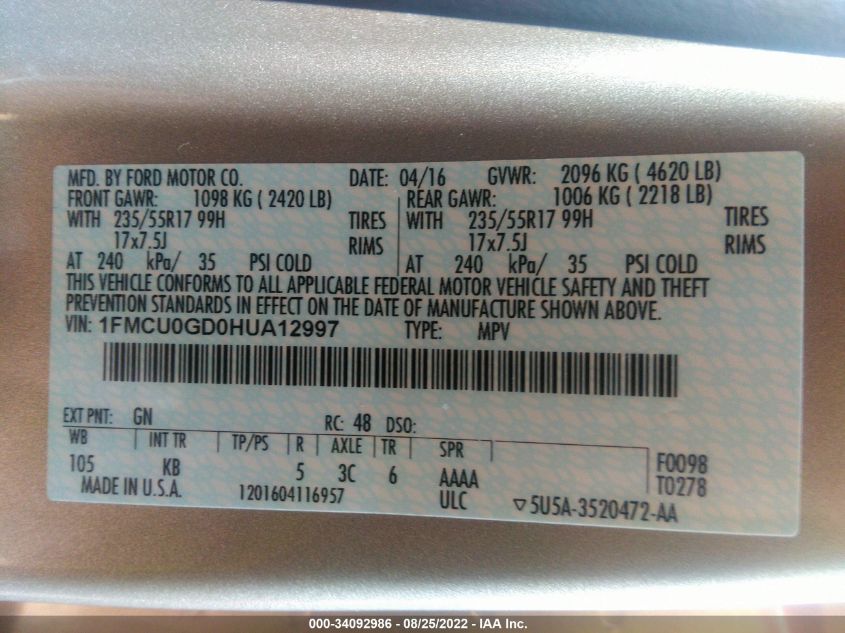 MFD. BY FORD MOTOR CO. DATE: 04/16 GVWR: 2096 KG ( 4620 LB)
FRONT GAWR: 1098 KG ( 2420 LB) REAR GAWR: 1006 KG ( 2218 LB)
WITH 235/55R17 99H TIRES WITH 235/55R17 99H TIRES
17x7.5J RIMS 17x7.5J RIMS
AT 240 kPa/ 35 PSI COLD AT 240 kPa/ 35 PSI COLD
THIS VEHICLE CONFORMS TO ALL APPLICABLE FEDERAL MOTOR VEHICLE SAFETY AND THEFT
PREVENTION STANDARDS IN EFFECT ON THE DATE OF MANUFACTURE SHOWN ABOVE.
VIN: 1FMCU0GD0HUA12997 TYPE: MPV
EXT PNT: GN RC: 48 DSO:
WB INT TR TP/PS R AXLE TR SPR
105 KB 5 3C 6 AAAA F0098
MADE IN U.S.A. 1201604116957 ULC T0278
▽5U5A-3520472-AA
000-34092986 - 08/25/2022 - IAA Inc.